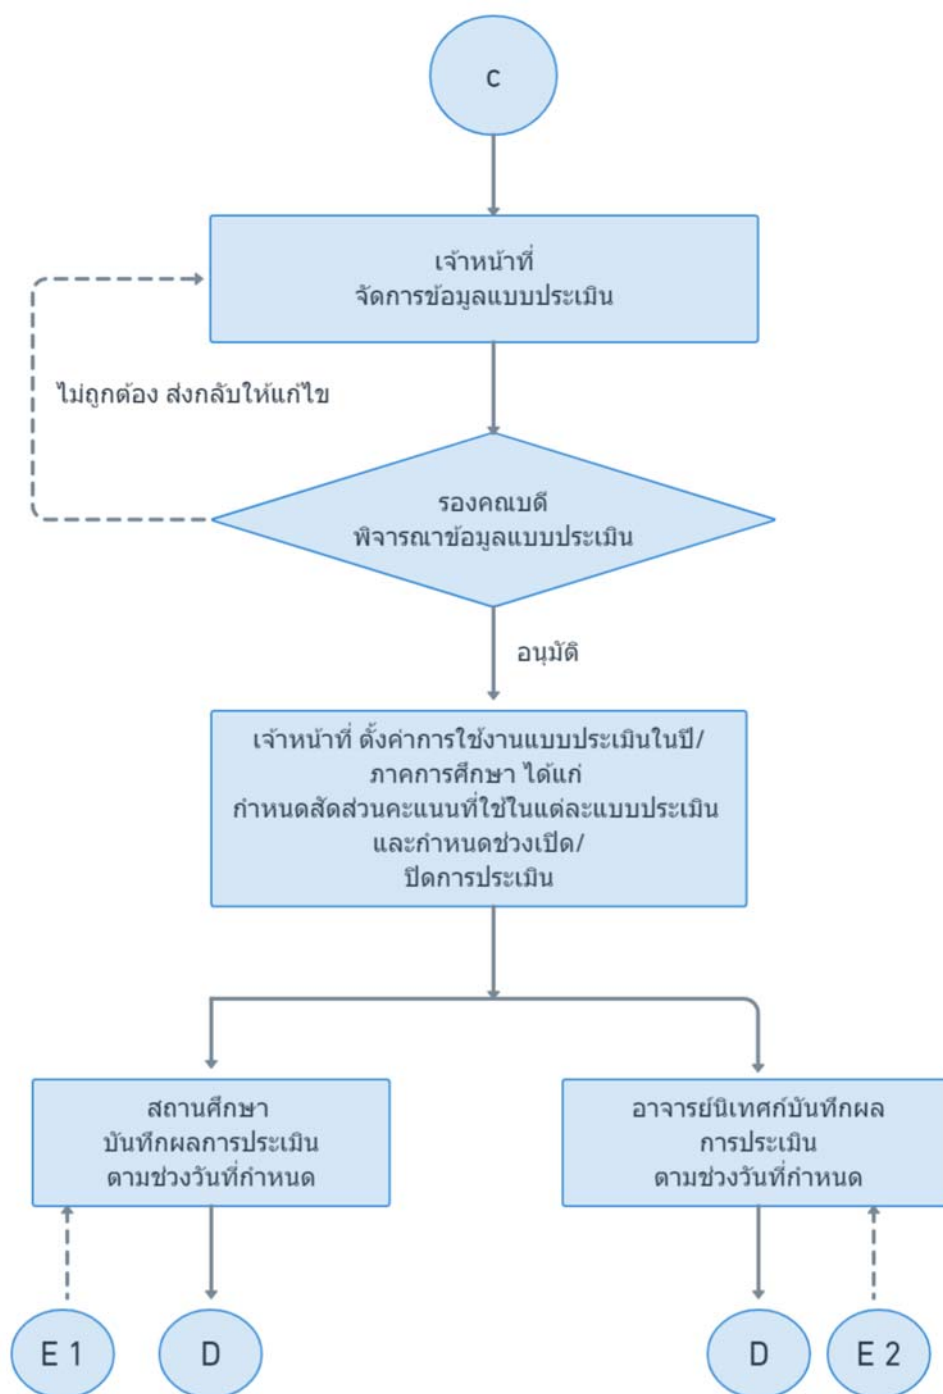 c
เจ้าหน้าที่
จัดการข้อมูลแบบประเมิน
ไม่ถูกต้อง ส่งกลับให้แก้ไข
รองคณบดี
พิจารณาข้อมูลแบบประเมิน
อนุมัติ
เจ้าหน้าที่ ตั้งค่าการใช้งานแบบประเมินในปี/
ภาคการศึกษา ได้แก่
กำหนดสัดส่วนคะแนนที่ใช้ในแต่ละแบบประเมิน
และกำหนดช่วงเปิด/
ปิดการประเมิน
สถานศึกษา
บันทึกผลการประเมิน
ตามช่วงวันที่กำหนด
อาจารย์นิเทศก์บันทึกผล
การประเมิน
ตามช่วงวันที่กำหนด
E 1
D
D
E 2